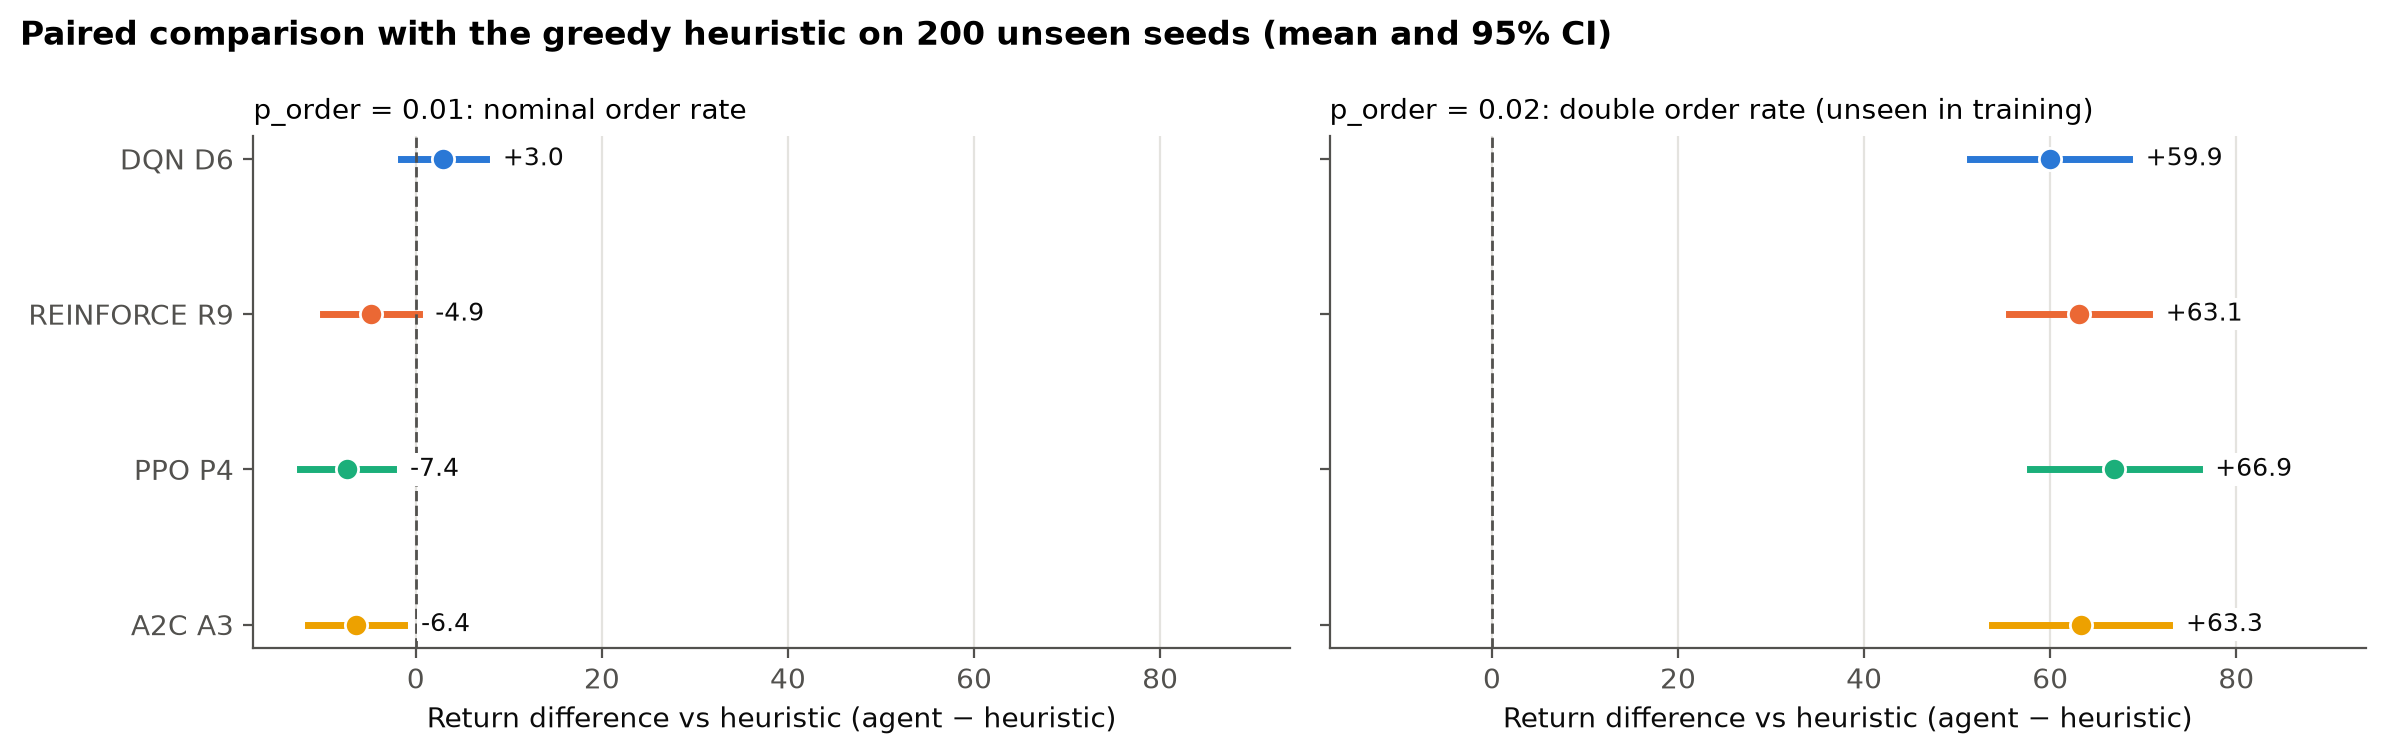 Paired comparison with the greedy heuristic on 200 unseen seeds (mean and 95% CI)
p_order = 0.01: nominal order rate
DQN D6
+3.0
REINFORCE R9
-4.9
PPO P4
-7.4
A2C A3
-6.4
0 20 40 60 80
Return difference vs heuristic (agent − heuristic)
p_order = 0.02: double order rate (unseen in training)
+59.9
+63.1
+66.9
+63.3
0 20 40 60 80
Return difference vs heuristic (agent − heuristic)